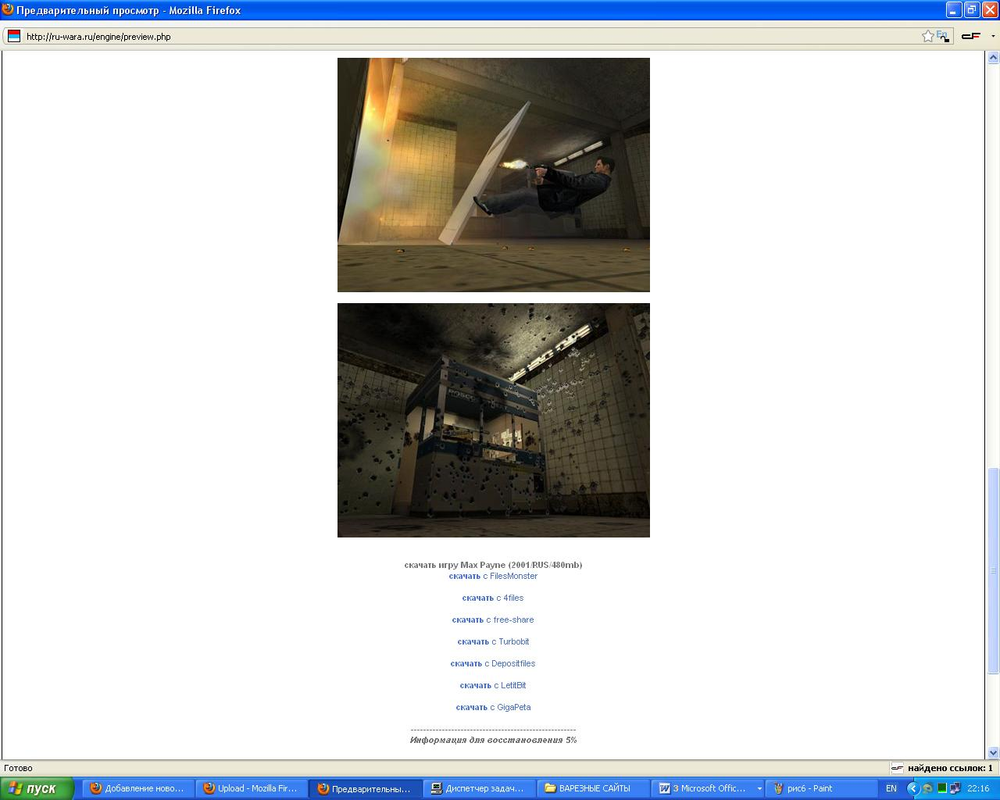 Предварительный просмотр - Mozilla Firefox
http://ru-wara.ru/engine/preview.php
скачать игру Max Payne (2001/RUS/480mb)
скачать с FilesMonster
скачать с 4files
скачать с free-share
скачать с Turbobit
скачать с Depositfiles
скачать с LetitBit
скачать с GigaPeta
------------------------------------------------------
Информация для восстановления 5%
Готово
найдено ссылок: 1
пуск
Добавление ново...
Upload - Mozilla Fir...
Предварительны...
Диспетчер задач...
ВАРЕЗНЫЕ САЙТЫ
3 Microsoft Offic...
рис6 - Paint
EN
22:16